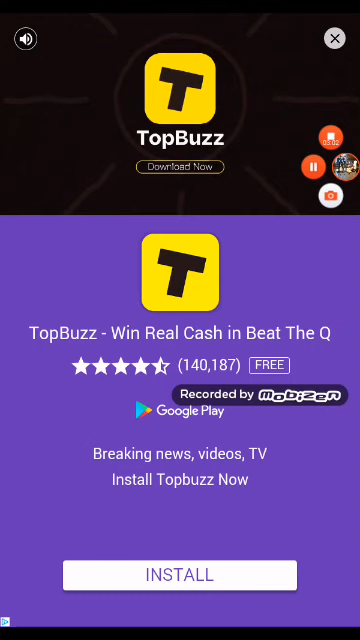 TopBuzz
Download Now
03:02
TopBuzz - Win Real Cash in Beat The Q
(140,187) FREE
Recorded by Mobizen
Google Play
Breaking news, videos, TV
Install Topbuzz Now
INSTALL